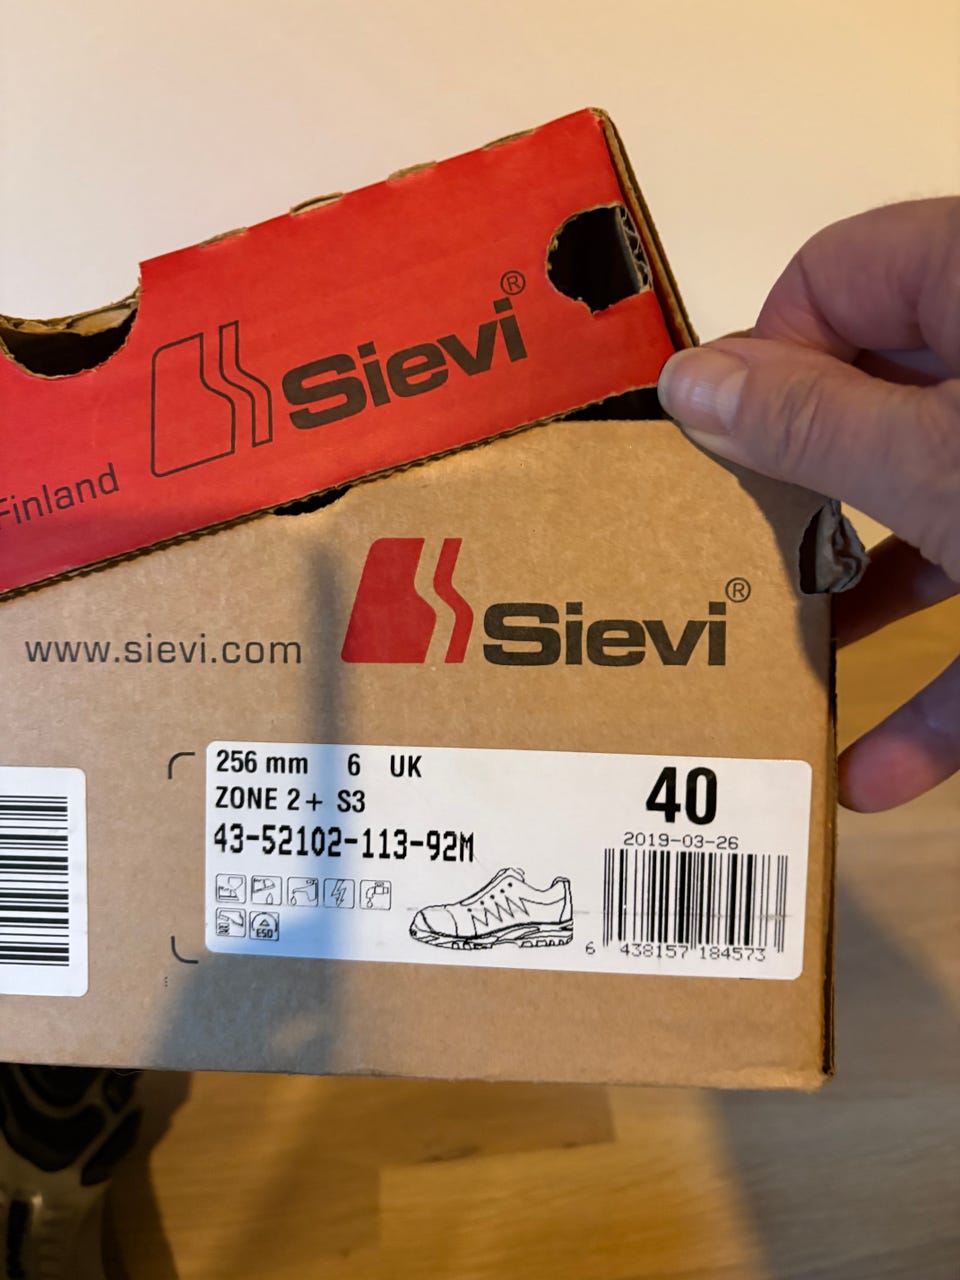 Sievi®
Finland
www.sievi.com
Sievi®
256 mm 6 UK
ZONE 2+ S3
43-52102-113-92M
ESD
40
2019-03-26
6 438157 184573